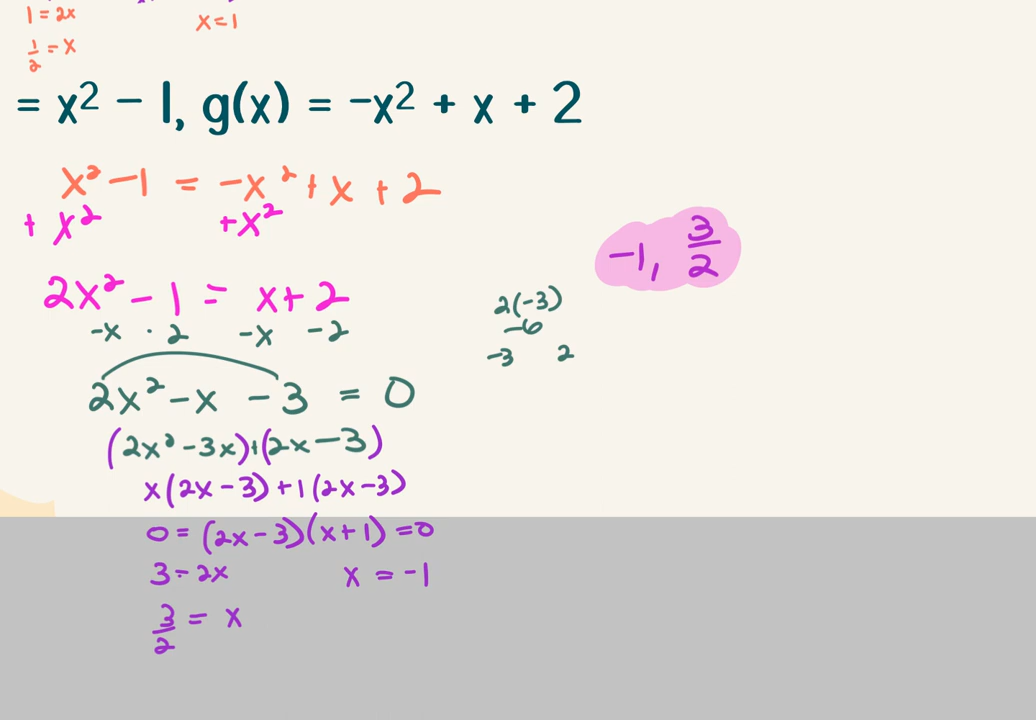 1 = 2x
x = 1
1/2 = x
= x² − 1, g(x) = -x² + x + 2
x² − 1 = -x² + x + 2
+ x² +x²
-1, 3/2
2x² − 1 = x + 2
2(-3)
-x · 2 -x -2
-6
-3 2
2x² − x − 3 = 0
(2x² − 3x)+(2x − 3)
x(2x − 3) + 1(2x − 3)
0 = (2x − 3)(x + 1) = 0
3 = 2x x = -1
3/2 = x